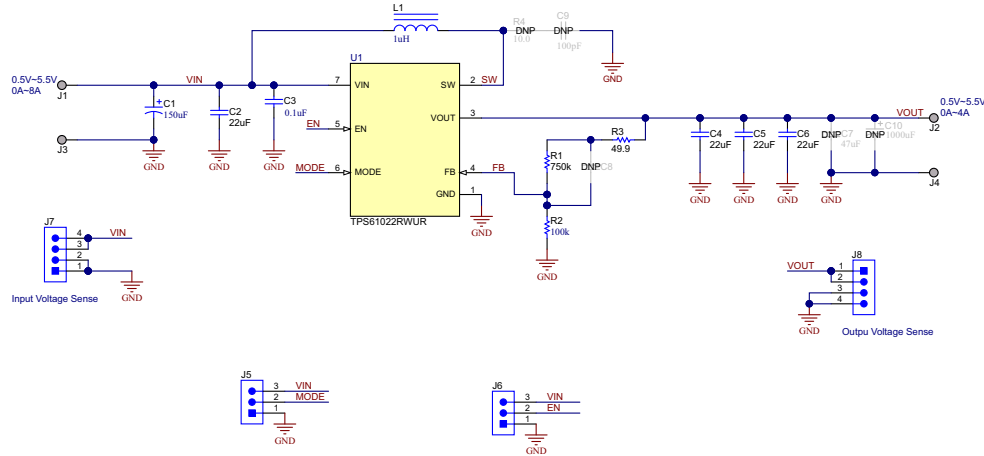 L1
1uH
R4
DNP
10.0
C9
DNP
100pF
GND
0.5V~5.5V
0A~8A
J1
VIN
C1
150uF
C2
22uF
C3
0.1uF
GND
GND
GND
J3
U1
7
VIN
EN
5
EN
MODE
6
MODE
SW
2
SW
VOUT
3
FB
4
FB
GND
1
GND
TPS61022RWUR
R1
750k
R3
49.9
DNP
C8
R2
100k
GND
C4
22uF
C5
22uF
C6
22uF
DNP
C7
47uF
DNP
C10
1000uF
GND
GND
GND
GND
VOUT
0.5V~5.5V
0A~4A
J2
J4
J7
4
3
2
1
VIN
GND
Input Voltage Sense
J8
VOUT
1
2
3
4
GND
Outpu Voltage Sense
J5
3
2
1
VIN
MODE
GND
J6
3
2
1
VIN
EN
GND